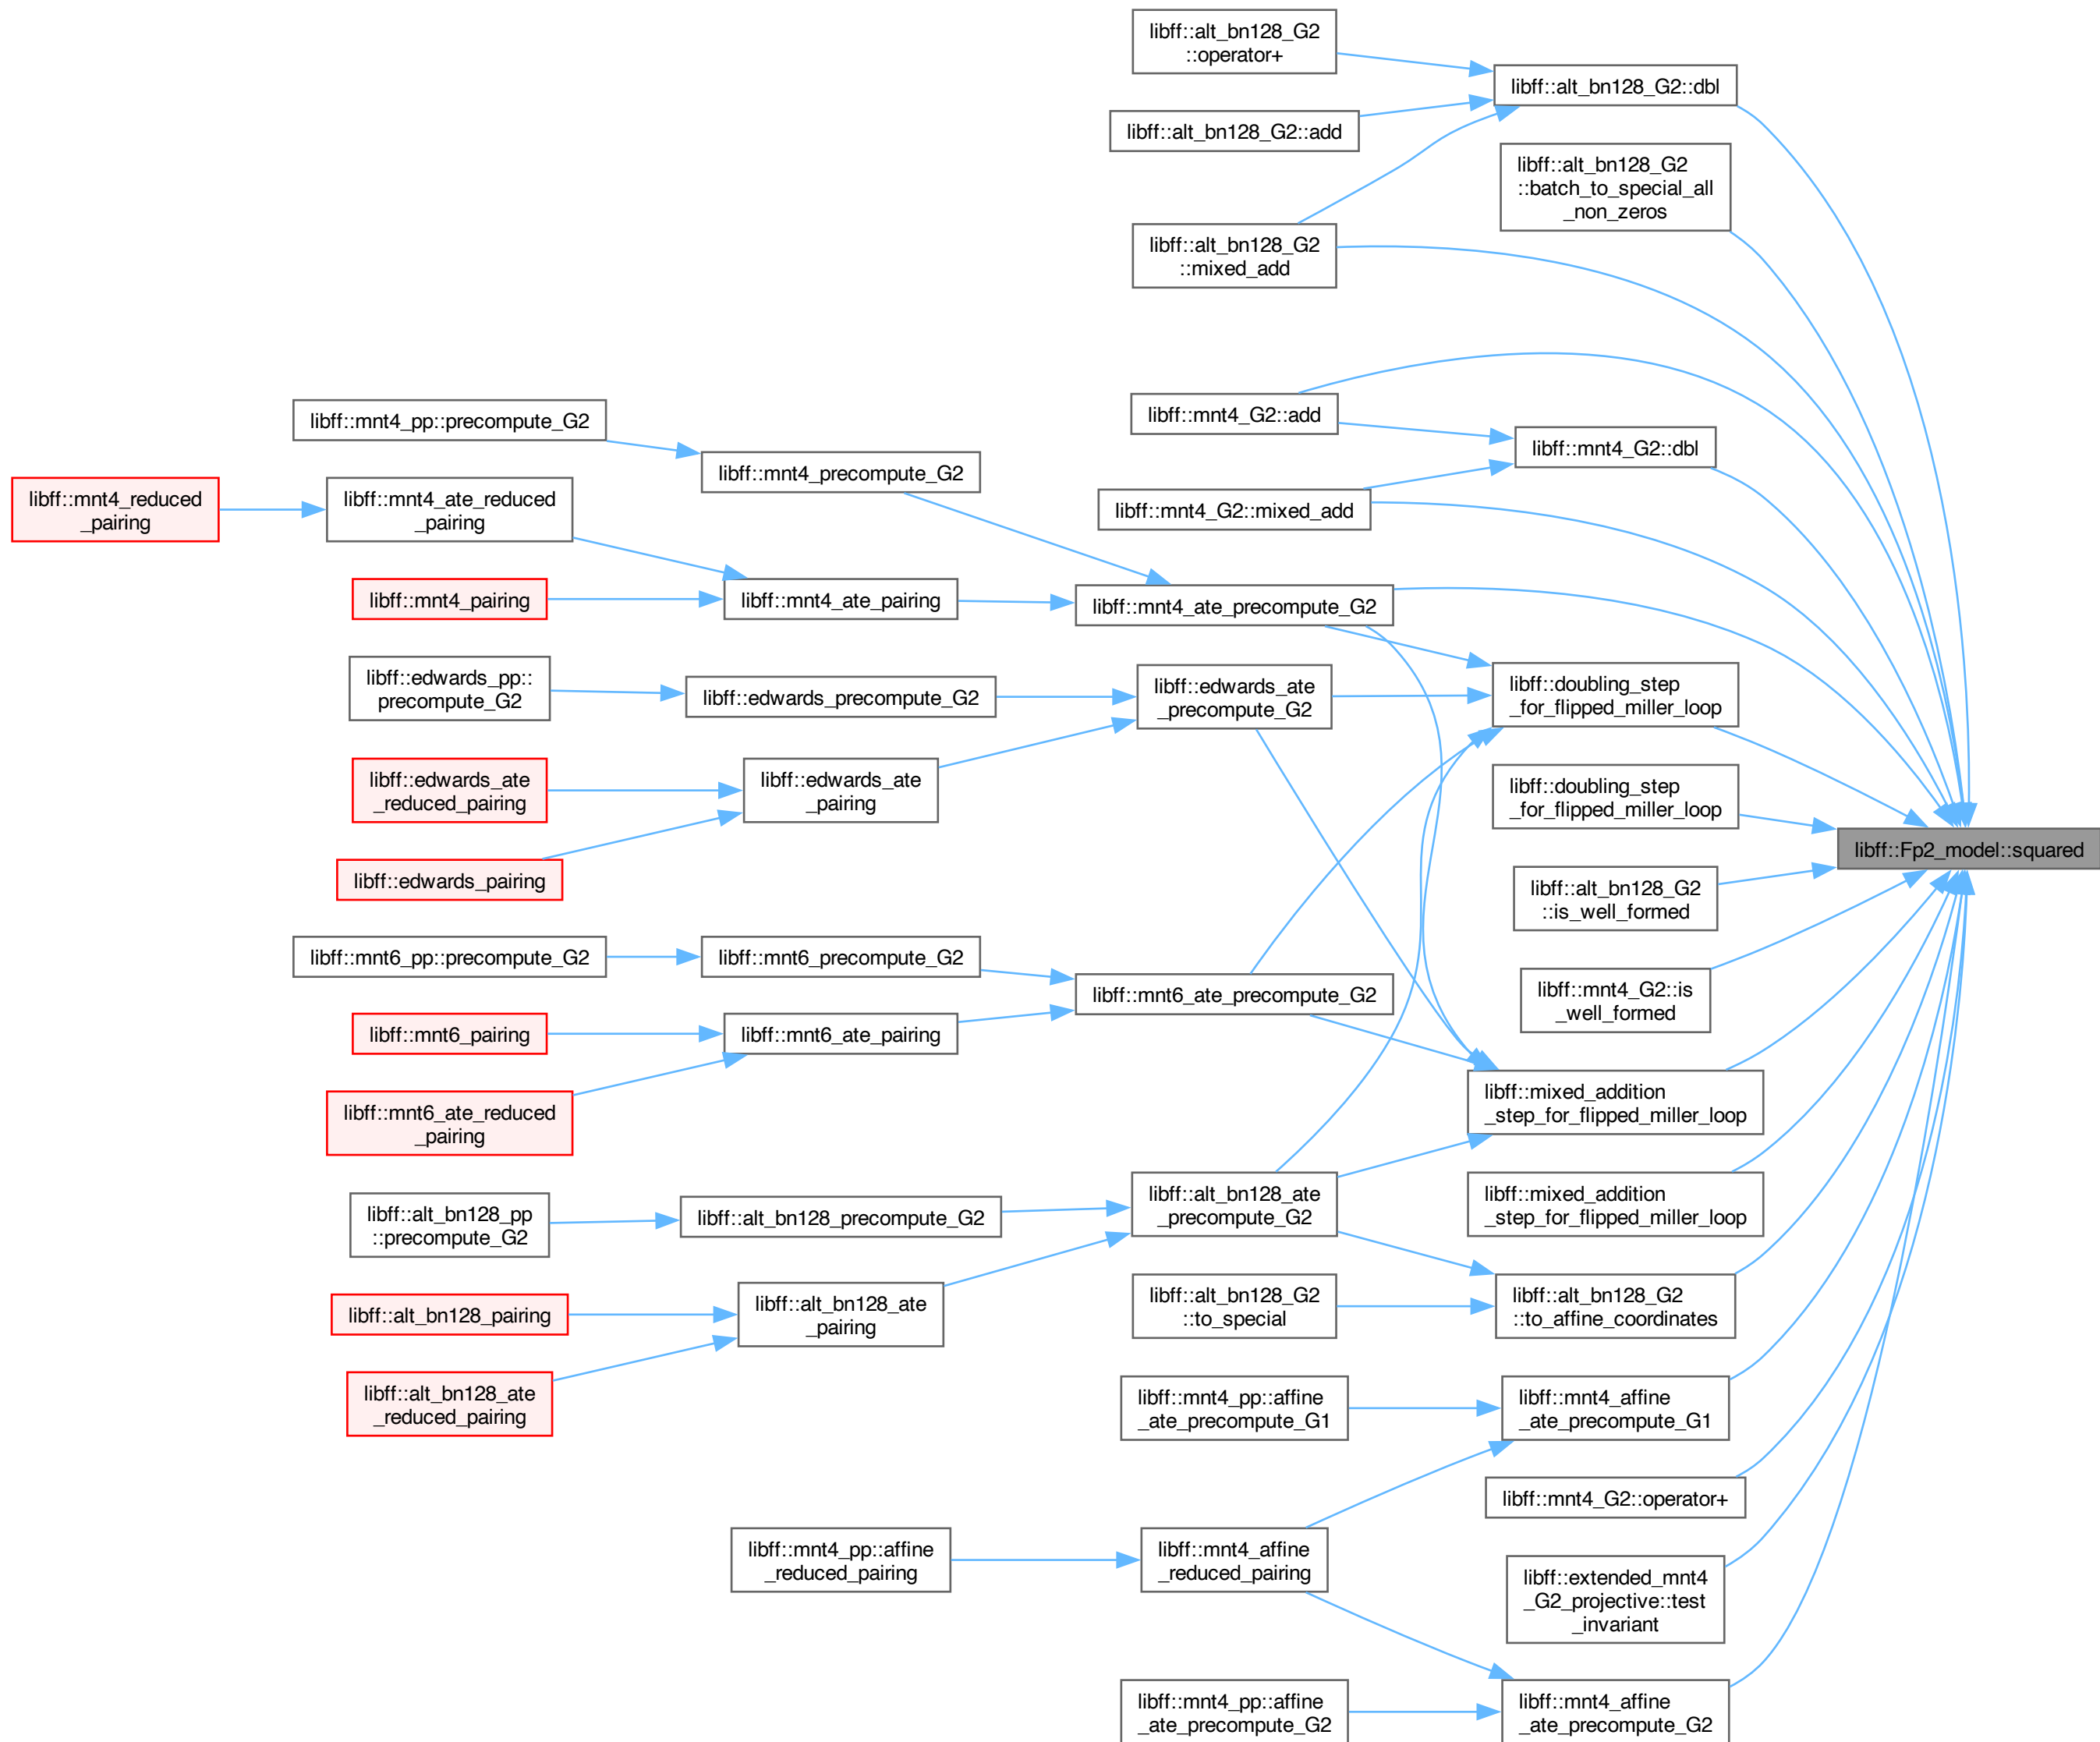 libff::alt_bn128_G2
::operator+
libff::alt_bn128_G2::dbl
libff::alt_bn128_G2::add
libff::alt_bn128_G2
::batch_to_special_all
_non_zeros
libff::alt_bn128_G2
::mixed_add
libff::mnt4_G2::add
libff::mnt4_G2::dbl
libff::mnt4_pp::precompute_G2
libff::mnt4_precompute_G2
libff::mnt4_reduced
_pairing
libff::mnt4_ate_reduced
_pairing
libff::mnt4_G2::mixed_add
libff::mnt4_pairing
libff::mnt4_ate_pairing
libff::mnt4_ate_precompute_G2
libff::edwards_pp::
precompute_G2
libff::edwards_precompute_G2
libff::edwards_ate
_precompute_G2
libff::doubling_step
_for_flipped_miller_loop
libff::edwards_ate
_reduced_pairing
libff::edwards_ate
_pairing
libff::doubling_step
_for_flipped_miller_loop
libff::Fp2_model::squared
libff::edwards_pairing
libff::alt_bn128_G2
::is_well_formed
libff::mnt6_pp::precompute_G2
libff::mnt6_precompute_G2
libff::mnt6_ate_precompute_G2
libff::mnt4_G2::is
_well_formed
libff::mnt6_pairing
libff::mnt6_ate_pairing
libff::mnt6_ate_reduced
_pairing
libff::mixed_addition
_step_for_flipped_miller_loop
libff::alt_bn128_pp
::precompute_G2
libff::alt_bn128_precompute_G2
libff::alt_bn128_ate
_precompute_G2
libff::mixed_addition
_step_for_flipped_miller_loop
libff::alt_bn128_pairing
libff::alt_bn128_ate
_pairing
libff::alt_bn128_G2
::to_special
libff::alt_bn128_G2
::to_affine_coordinates
libff::alt_bn128_ate
_reduced_pairing
libff::mnt4_pp::affine
_ate_precompute_G1
libff::mnt4_affine
_ate_precompute_G1
libff::mnt4_G2::operator+
libff::mnt4_pp::affine
_reduced_pairing
libff::mnt4_affine
_reduced_pairing
libff::extended_mnt4
_G2_projective::test
_invariant
libff::mnt4_pp::affine
_ate_precompute_G2
libff::mnt4_affine
_ate_precompute_G2